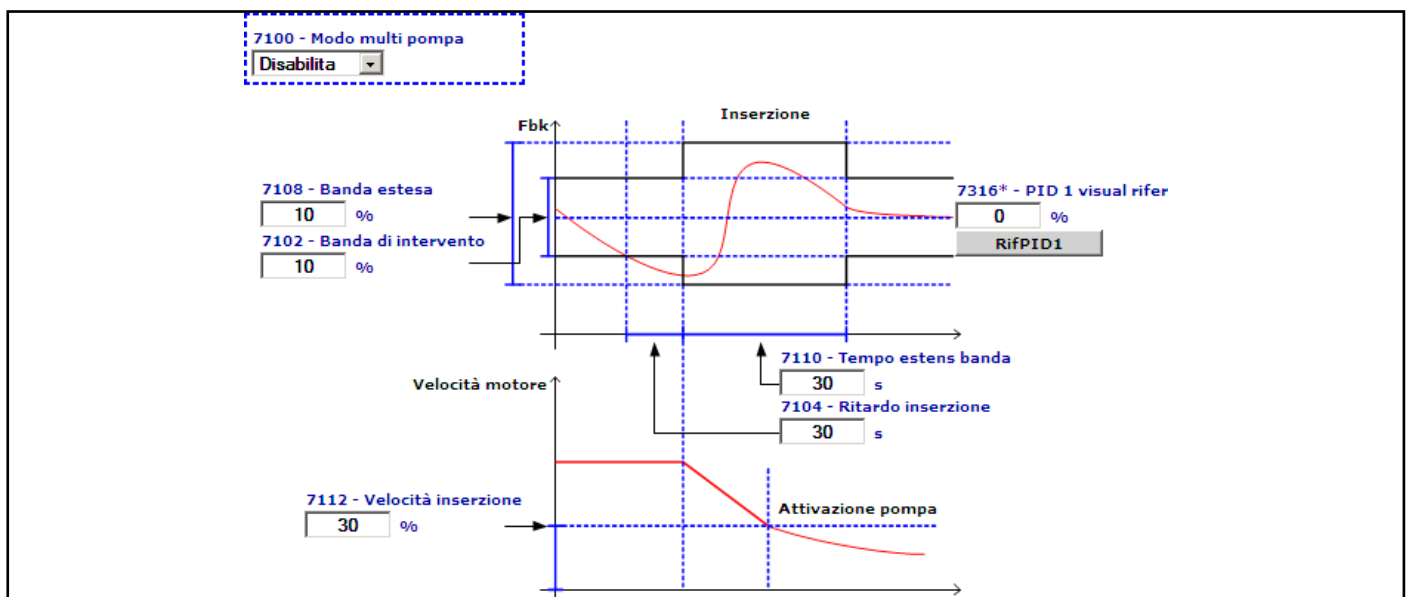 7100 - Modo multi pompa
Disabilita
Inserzione
Fbk
7108 - Banda estesa
10 %
7102 - Banda di intervento
10 %
7316* - PID 1 visual rifer
0 %
RifPID1
7110 - Tempo estens banda
30 s
7104 - Ritardo inserzione
30 s
Velocità motore
7112 - Velocità inserzione
30 %
Attivazione pompa